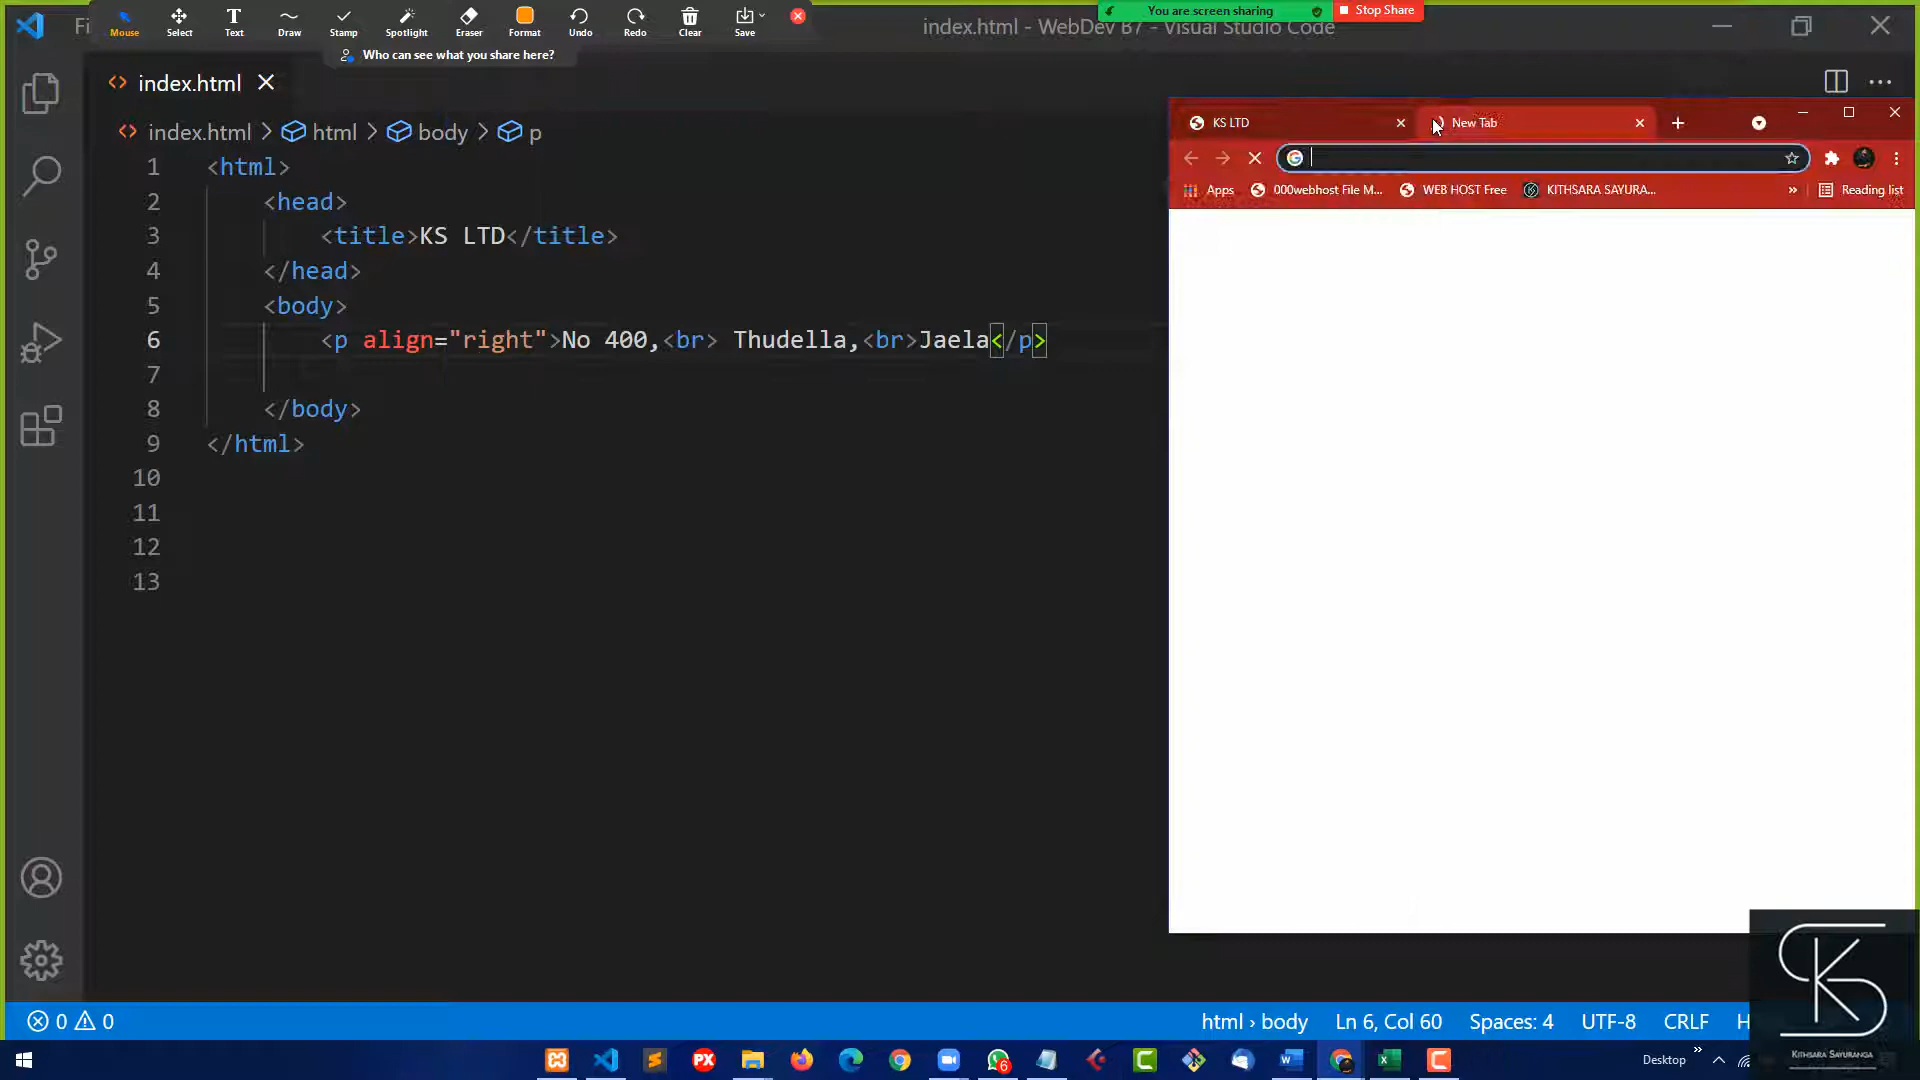 You are screen sharing Stop Share
Mouse Select Text Draw Stamp Spotlight Eraser Format Undo Redo Clear Save
index.html - WebDev B7 - Visual Studio Code
Who can see what you share here?
index.html
index.html > html > body > p
1 <html>
2 <head>
3 <title>KS LTD</title>
4 </head>
5 <body>
6 <p align="right">No 400,<br> Thudella,<br>Jaela</p>
7
8 </body>
9 </html>
10
11
12
13
KS LTD New Tab
Apps 000webhost File M... WEB HOST Free KITHSARA SAYURA... » Reading list
0 0 html › body Ln 6, Col 60 Spaces: 4 UTF-8 CRLF H
PX 6 Desktop »
KITHSARA SAYURANGA